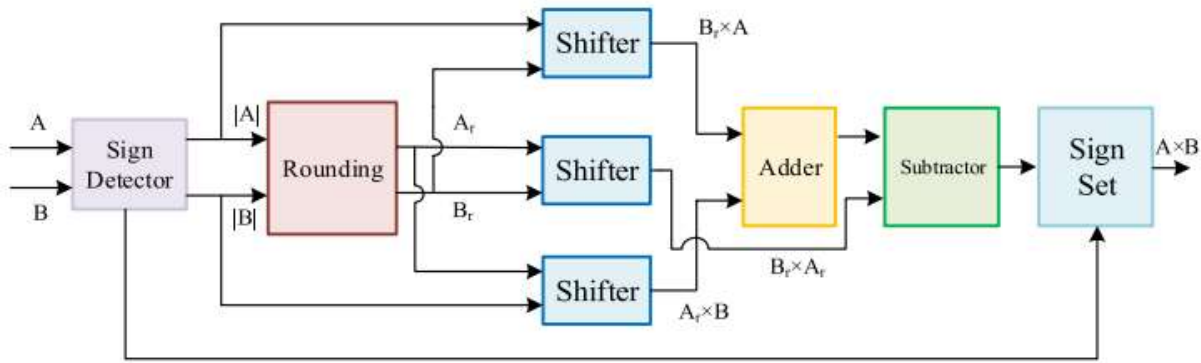 A
B
Sign
Detector
|A|
|B|
Rounding
Aᵣ
Bᵣ
Shifter
Shifter
Shifter
Bᵣ×A
Bᵣ×Aᵣ
Aᵣ×B
Adder
Subtractor
Sign
Set
A×B